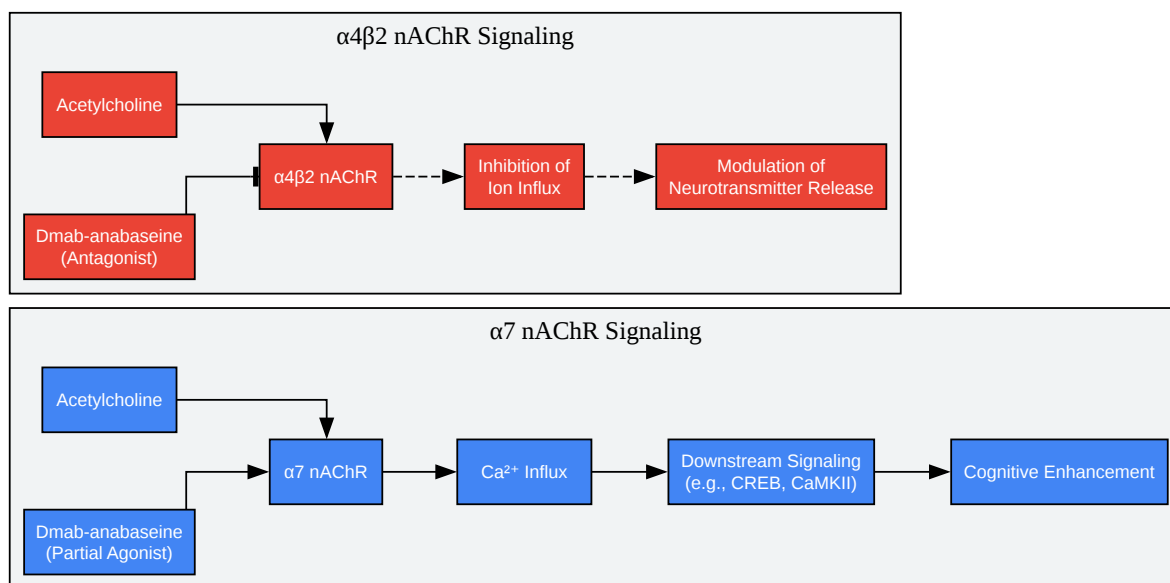 α4β2 nAChR Signaling
Acetylcholine
α4β2 nAChR
Inhibition of
Ion Influx
Modulation of
Neurotransmitter Release
Dmab-anabaseine
(Antagonist)
α7 nAChR Signaling
Acetylcholine
α7 nAChR
Ca²⁺ Influx
Downstream Signaling
(e.g., CREB, CaMKII)
Cognitive Enhancement
Dmab-anabaseine
(Partial Agonist)